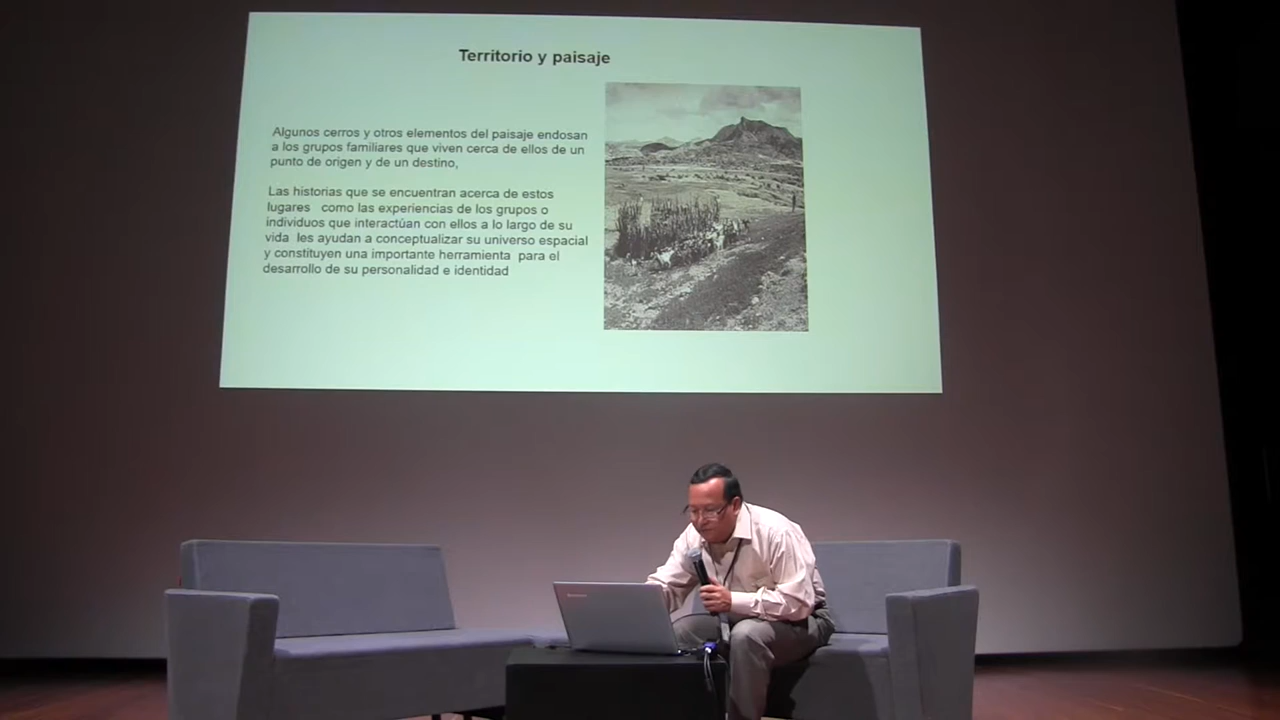 Territorio y paisaje
Algunos cerros y otros elementos del paisaje endosan
a los grupos familiares que viven cerca de ellos de un
punto de origen y de un destino,
Las historias que se encuentran acerca de estos
lugares como las experiencias de los grupos o
individuos que interactúan con ellos a lo largo de su
vida les ayudan a conceptualizar su universo espacial
y constituyen una importante herramienta para el
desarrollo de su personalidad e identidad